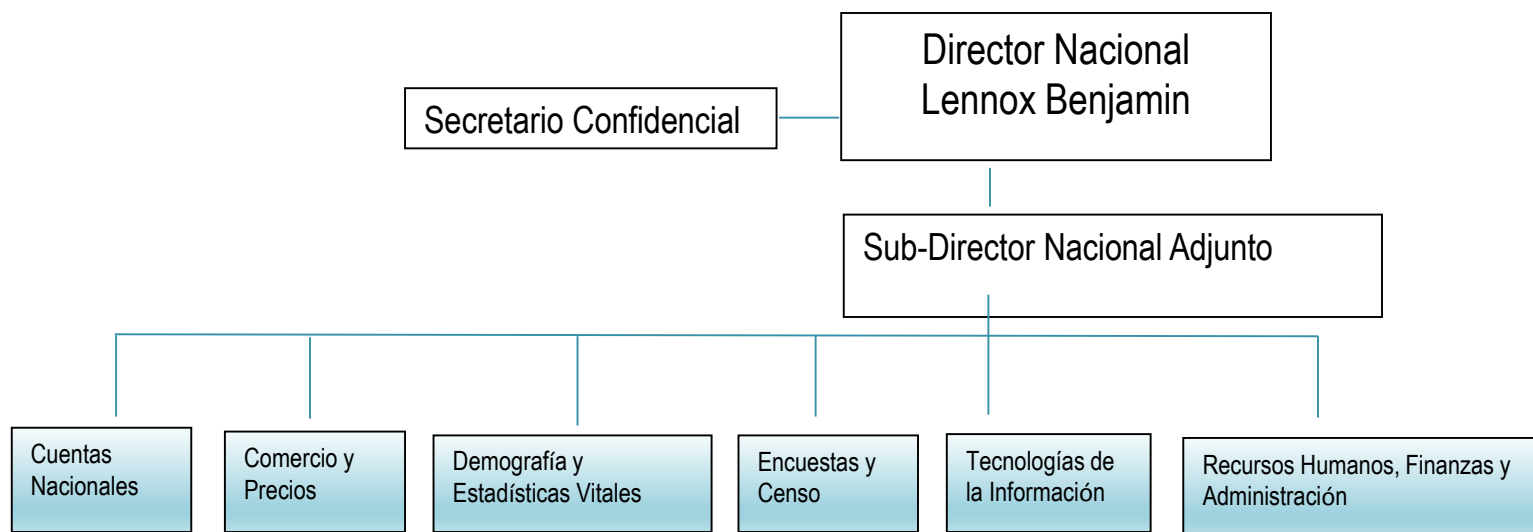 Director Nacional
Lennox Benjamin
Secretario Confidencial
Sub-Director Nacional Adjunto
Cuentas
Nacionales
Comercio y
Precios
Demografía y
Estadísticas Vitales
Encuestas y
Censo
Tecnologías de
la Información
Recursos Humanos, Finanzas y
Administración